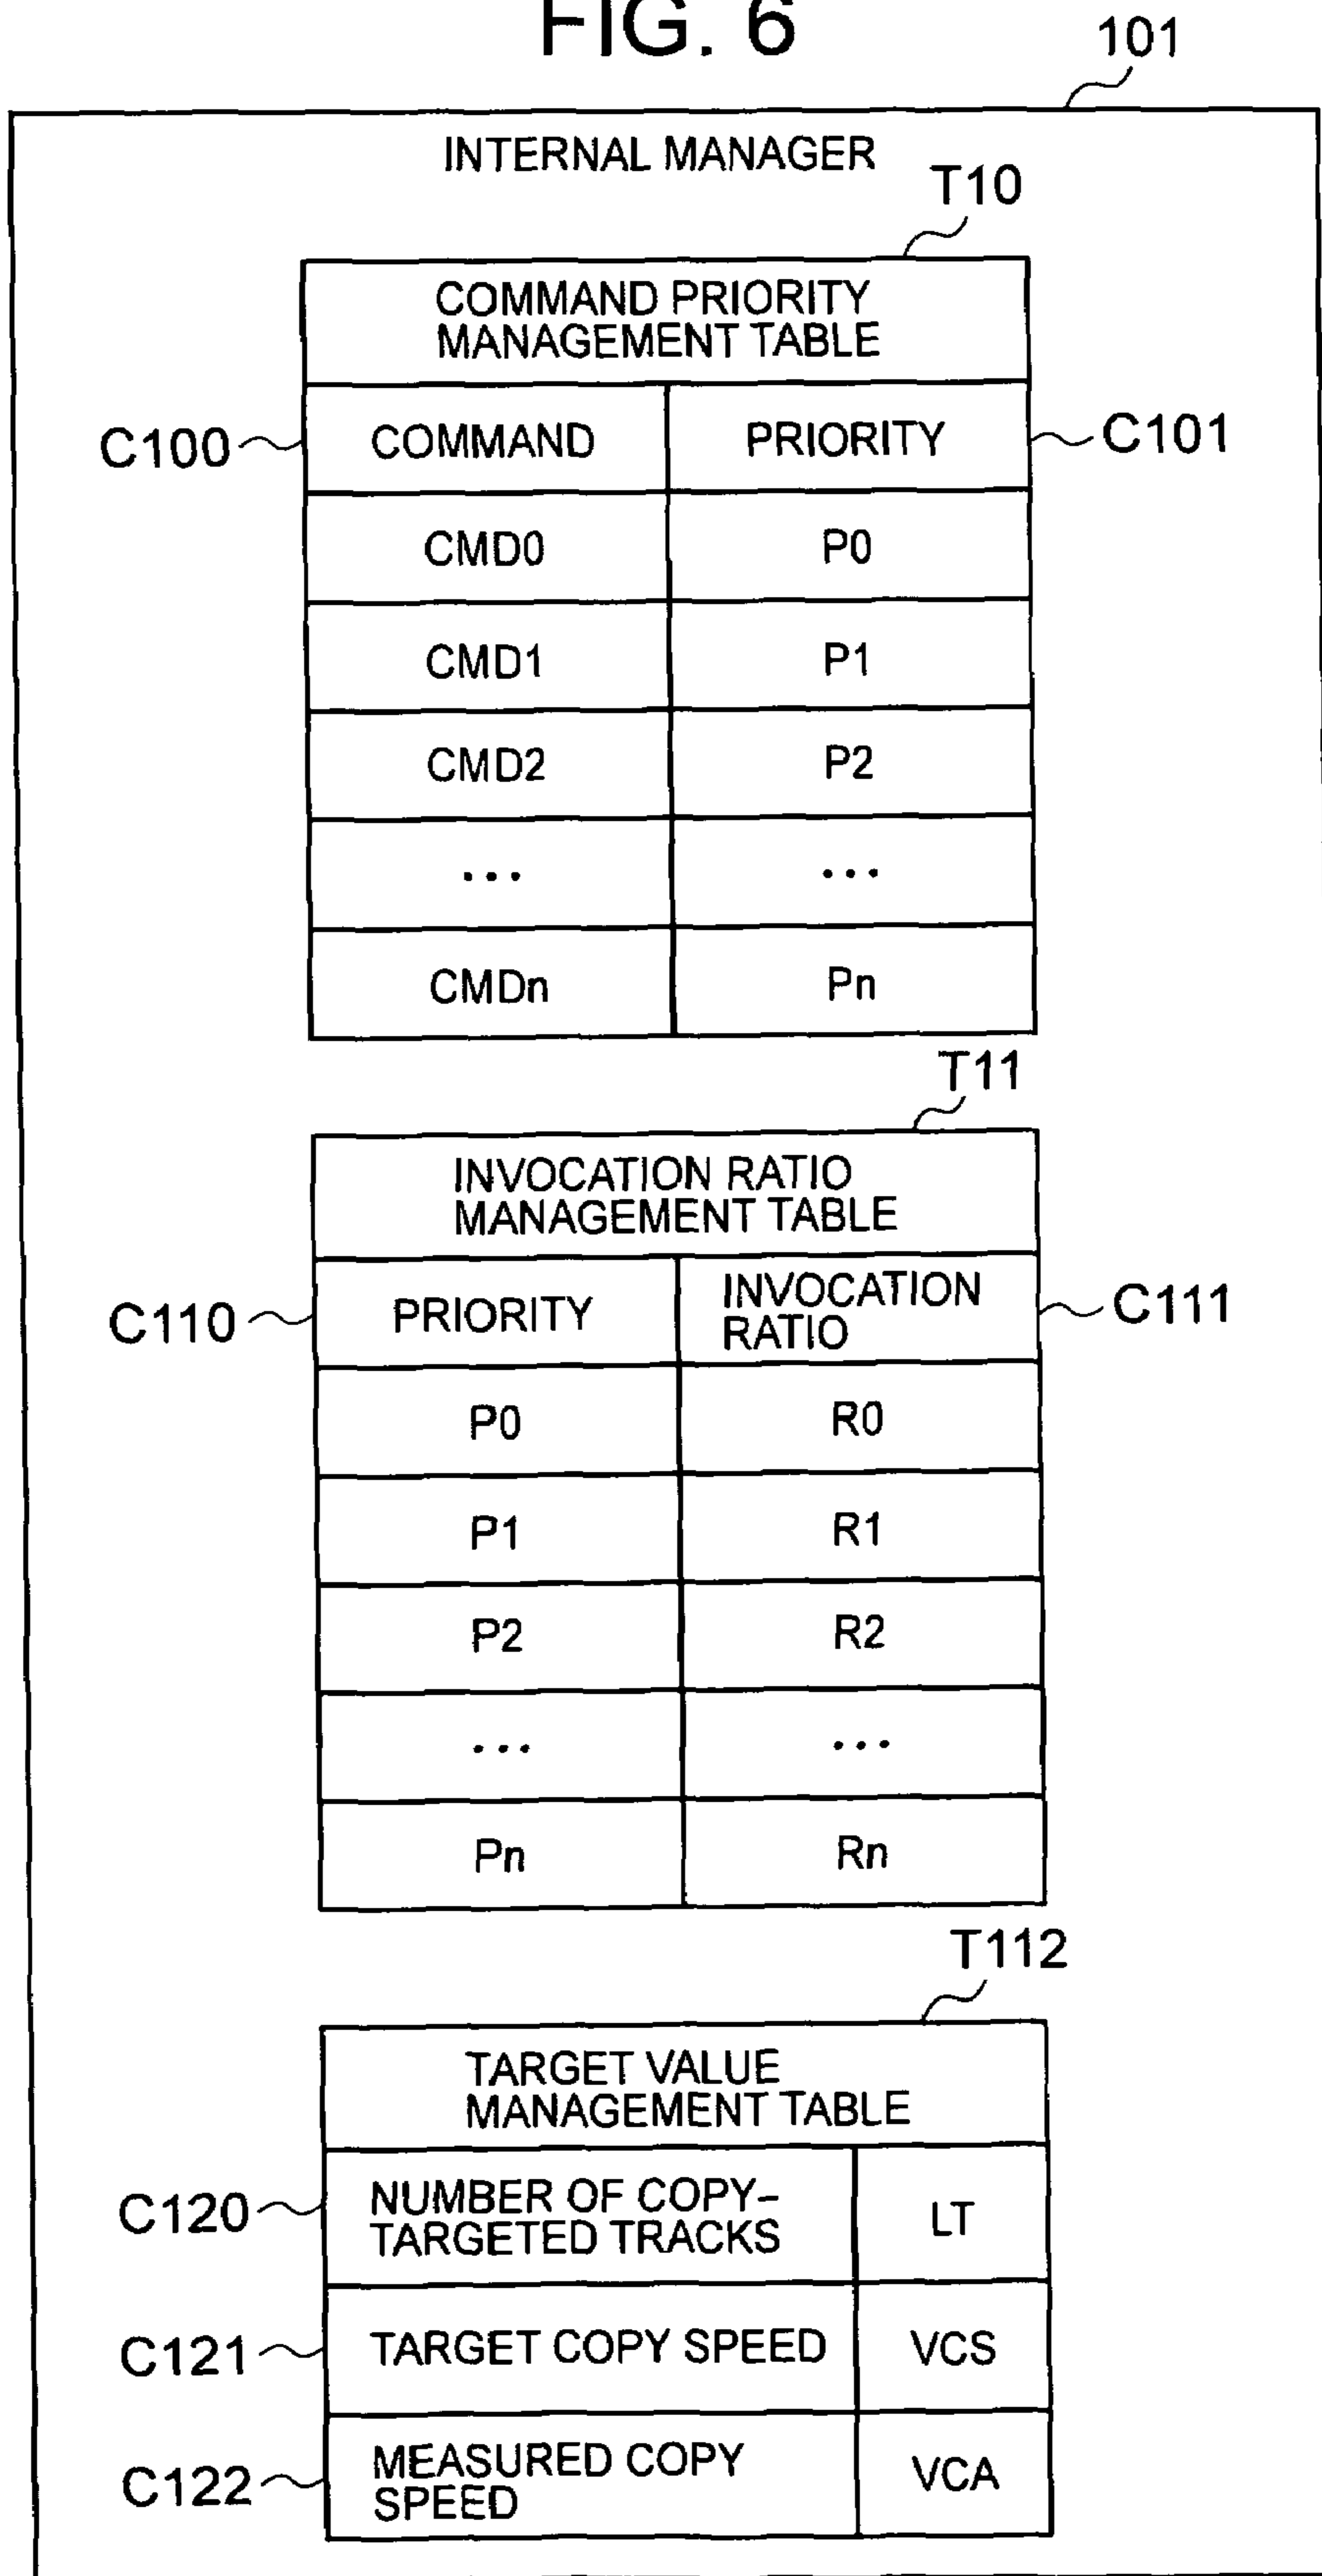 FIG. 6
101
INTERNAL MANAGER
T10
COMMAND PRIORITY
MANAGEMENT TABLE
C100 COMMAND PRIORITY C101
CMD0 P0
CMD1 P1
CMD2 P2
... ...
CMDn Pn
T11
INVOCATION RATIO
MANAGEMENT TABLE
C110 PRIORITY INVOCATION
RATIO C111
P0 R0
P1 R1
P2 R2
... ...
Pn Rn
T112
TARGET VALUE
MANAGEMENT TABLE
C120 NUMBER OF COPY-
TARGETED TRACKS LT
C121 TARGET COPY SPEED VCS
C122 MEASURED COPY
SPEED VCA